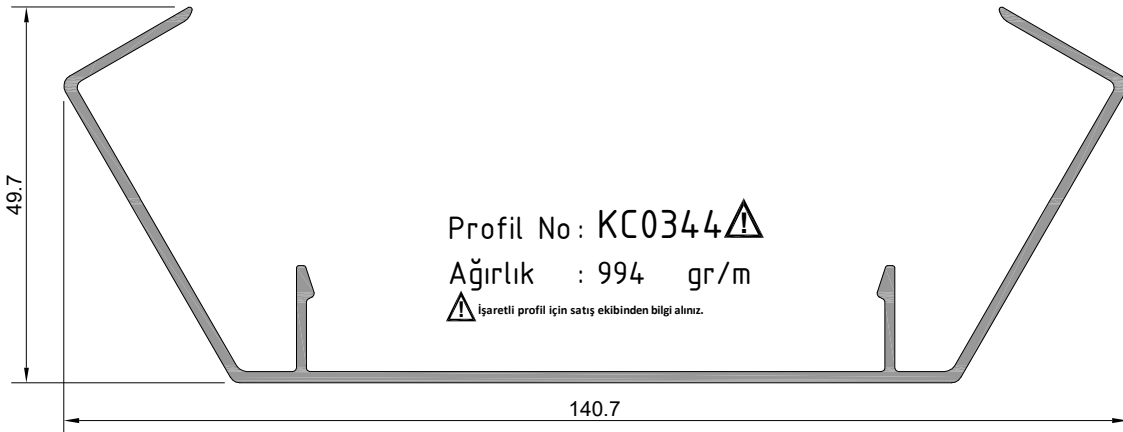 49.7
Profil No: KC0344
Ağırlık : 994 gr/m
İşaretli profil için satış ekibinden bilgi alınız.
140.7